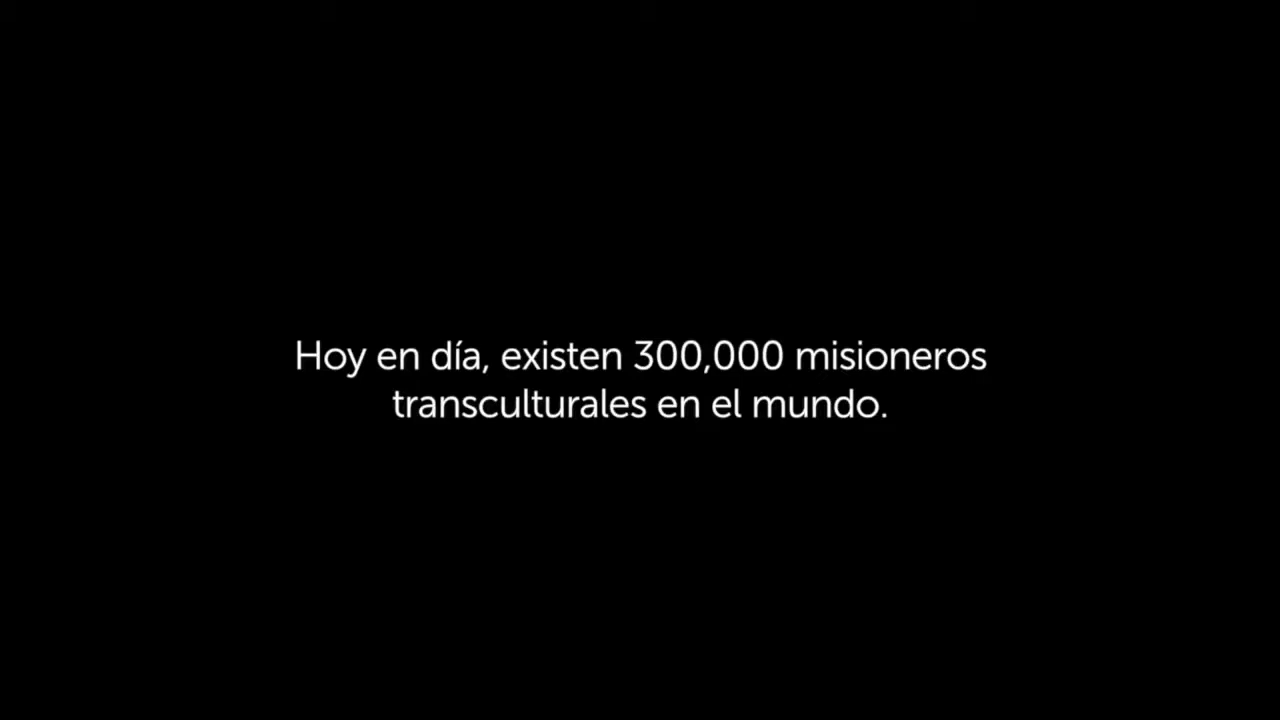 Hoy en día, existen 300,000 misioneros
transculturales en el mundo.